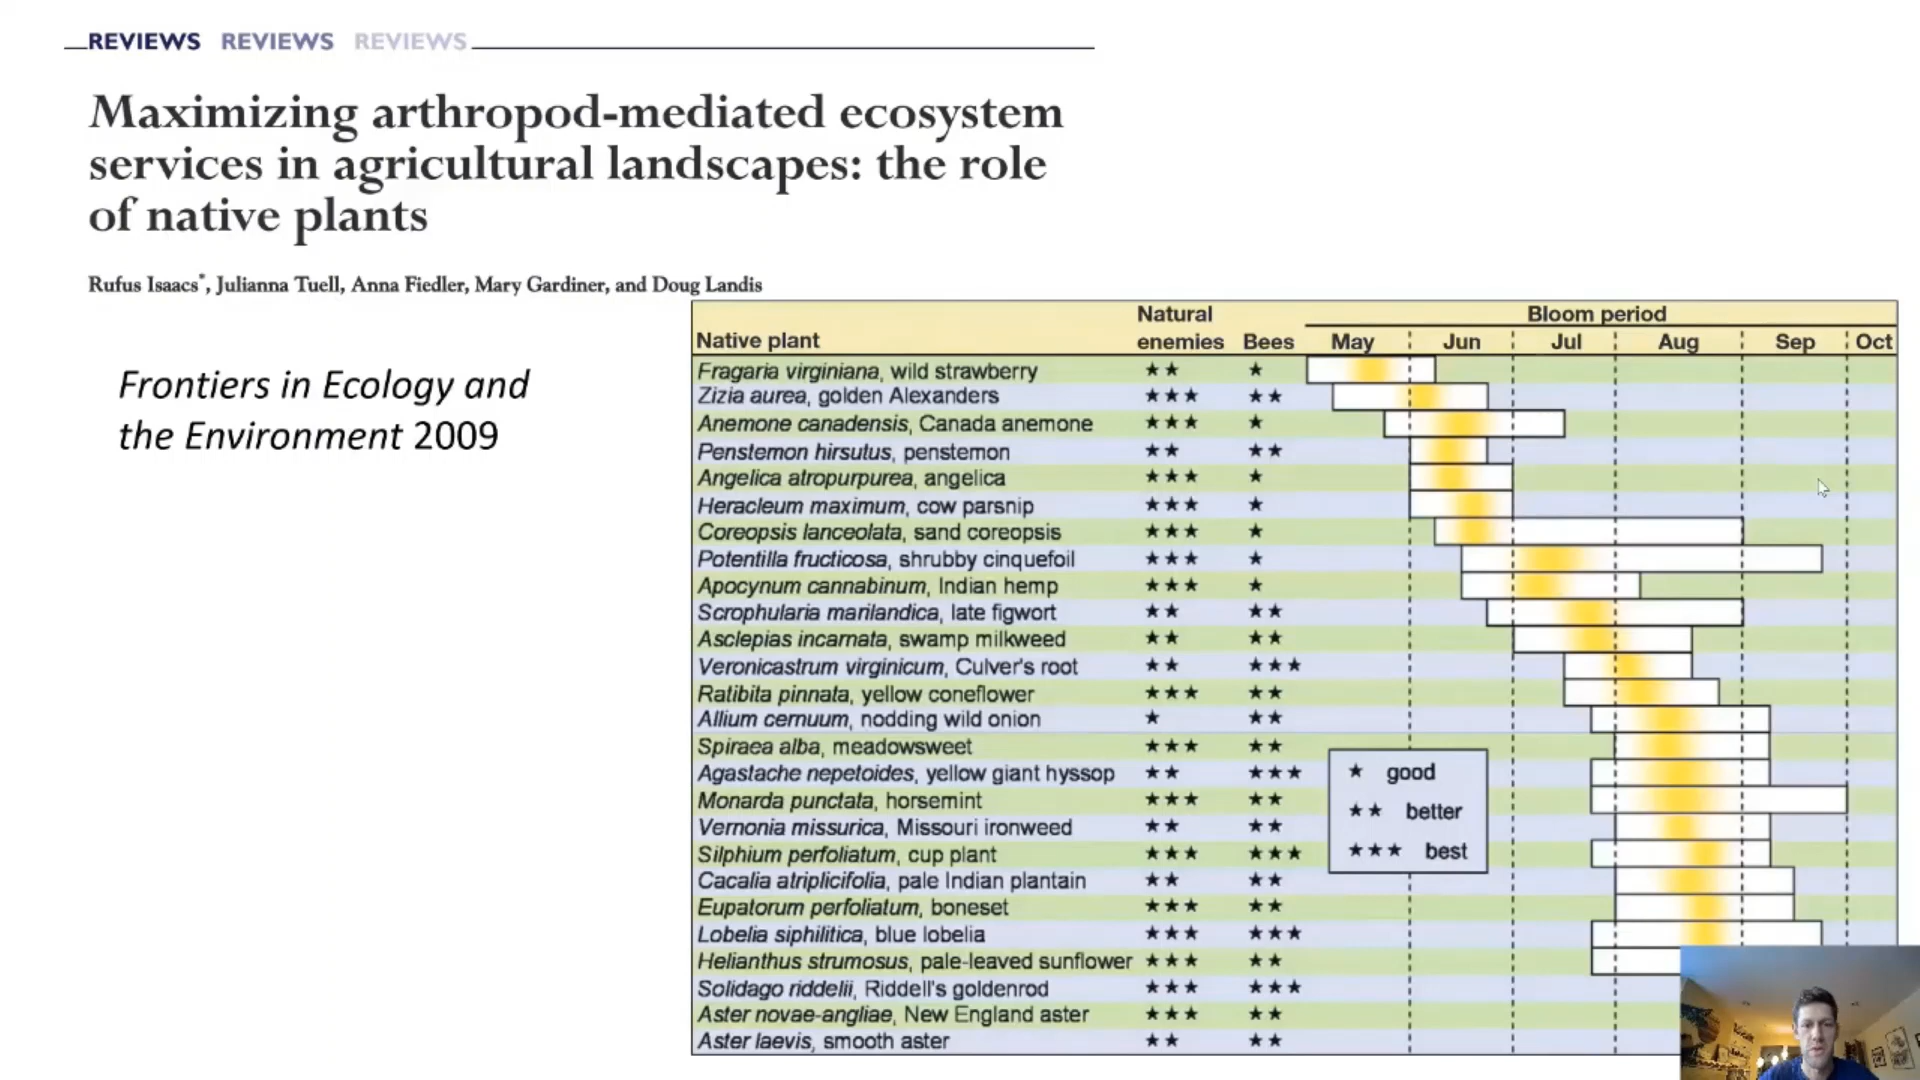 REVIEWS REVIEWS REVIEWS
Maximizing arthropod-mediated ecosystem
services in agricultural landscapes: the role
of native plants
Rufus Isaacs*, Julianna Tuell, Anna Fiedler, Mary Gardiner, and Doug Landis
Frontiers in Ecology and
the Environment 2009
Natural Bloom period
Native plant enemies Bees May Jun Jul Aug Sep Oct
Fragaria virginiana, wild strawberry ★★ ★
Zizia aurea, golden Alexanders ★★★ ★★
Anemone canadensis, Canada anemone ★★★ ★
Penstemon hirsutus, penstemon ★★ ★★
Angelica atropurpurea, angelica ★★★ ★
Heracleum maximum, cow parsnip ★★★ ★
Coreopsis lanceolata, sand coreopsis ★★★ ★
Potentilla fructicosa, shrubby cinquefoil ★★★ ★
Apocynum cannabinum, Indian hemp ★★★ ★
Scrophularia marilandica, late figwort ★★ ★★
Asclepias incarnata, swamp milkweed ★★ ★★
Veronicastrum virginicum, Culver's root ★★ ★★★
Ratibita pinnata, yellow coneflower ★★★ ★★
Allium cernuum, nodding wild onion ★ ★★
Spiraea alba, meadowsweet ★★★ ★★
Agastache nepetoides, yellow giant hyssop ★★ ★★★
Monarda punctata, horsemint ★★★ ★★
Vernonia missurica, Missouri ironweed ★★ ★★
Silphium perfoliatum, cup plant ★★★ ★★★
Cacalia atriplicifolia, pale Indian plantain ★★ ★★
Eupatorum perfoliatum, boneset ★★★ ★★
Lobelia siphilitica, blue lobelia ★★★ ★★★
Helianthus strumosus, pale-leaved sunflower ★★★ ★★
Solidago riddelii, Riddell's goldenrod ★★★ ★★★
Aster novae-angliae, New England aster ★★★ ★★
Aster laevis, smooth aster ★★ ★★
★ good
★★ better
★★★ best